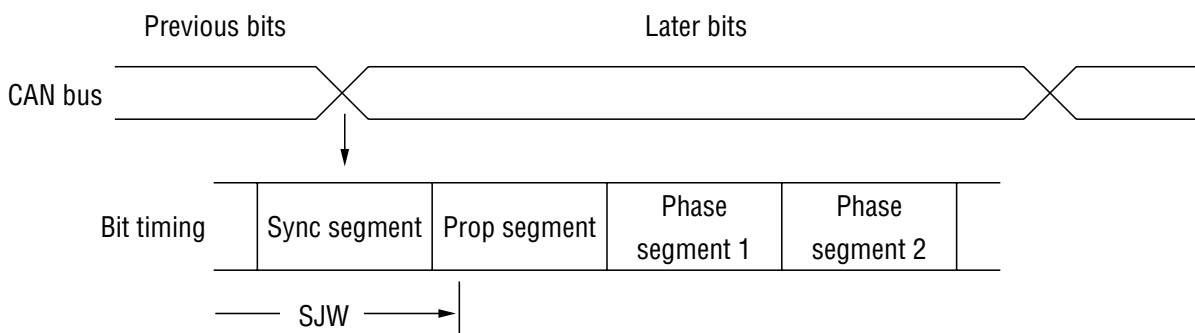 Previous bits
Later bits
CAN bus
Bit timing
Sync segment
Prop segment
Phase
segment 1
Phase
segment 2
SJW